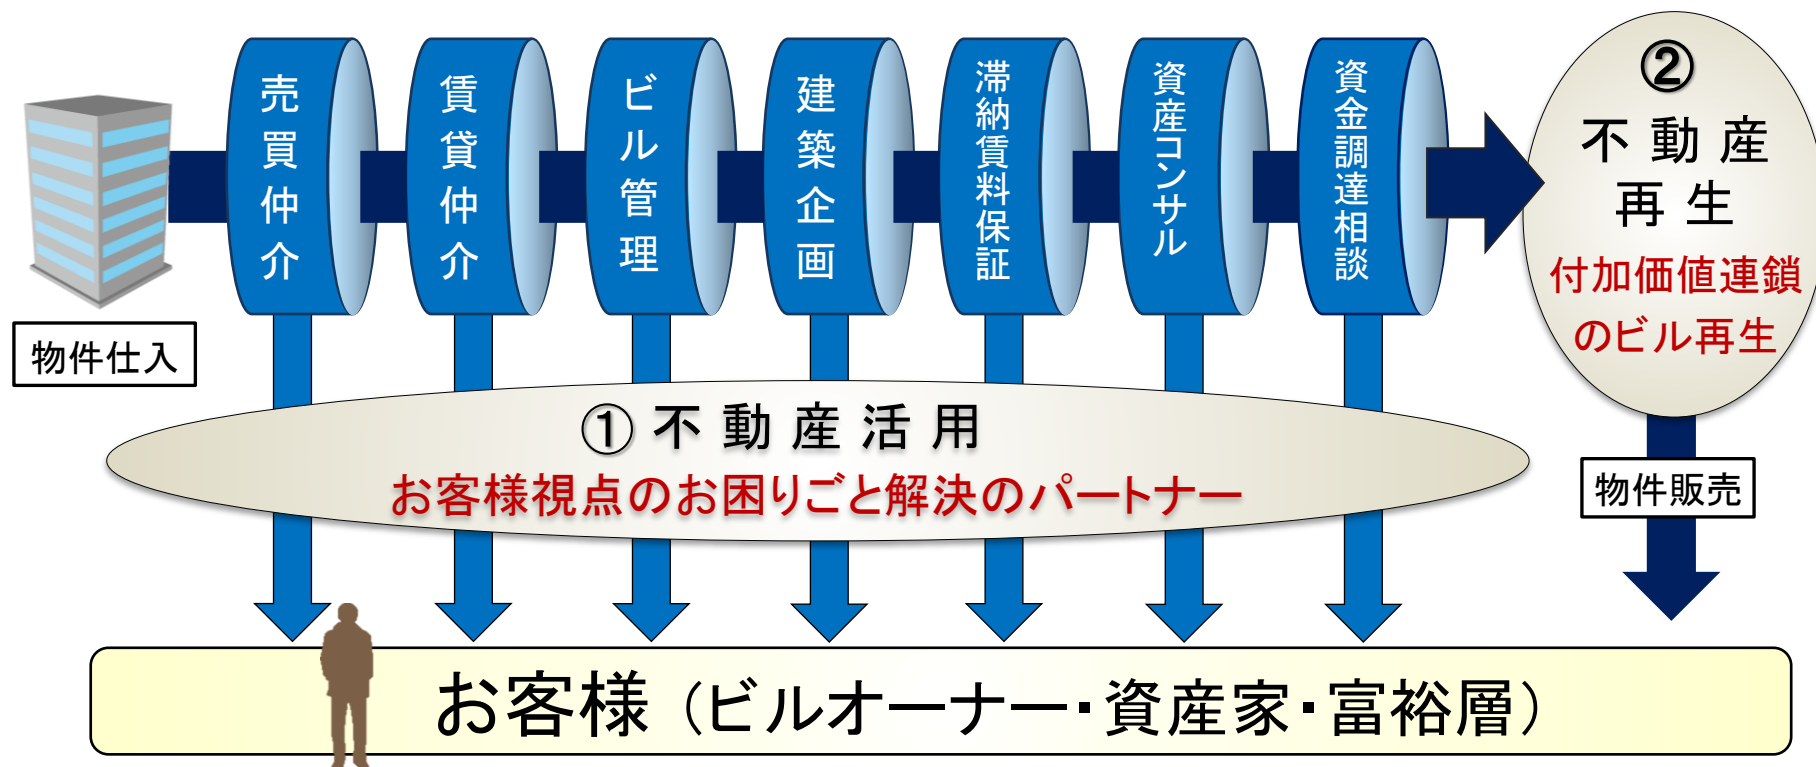 売買仲介
賃貸仲介
ビル管理
建築企画
滞納賃料保証
資産コンサル
資金調達相談
②
不動産
再生
付加価値連鎖
のビル再生
物件仕入
①不動産活用
お客様視点のお困りごと解決のパートナー
物件販売
お客様（ビルオーナー・資産家・富裕層）